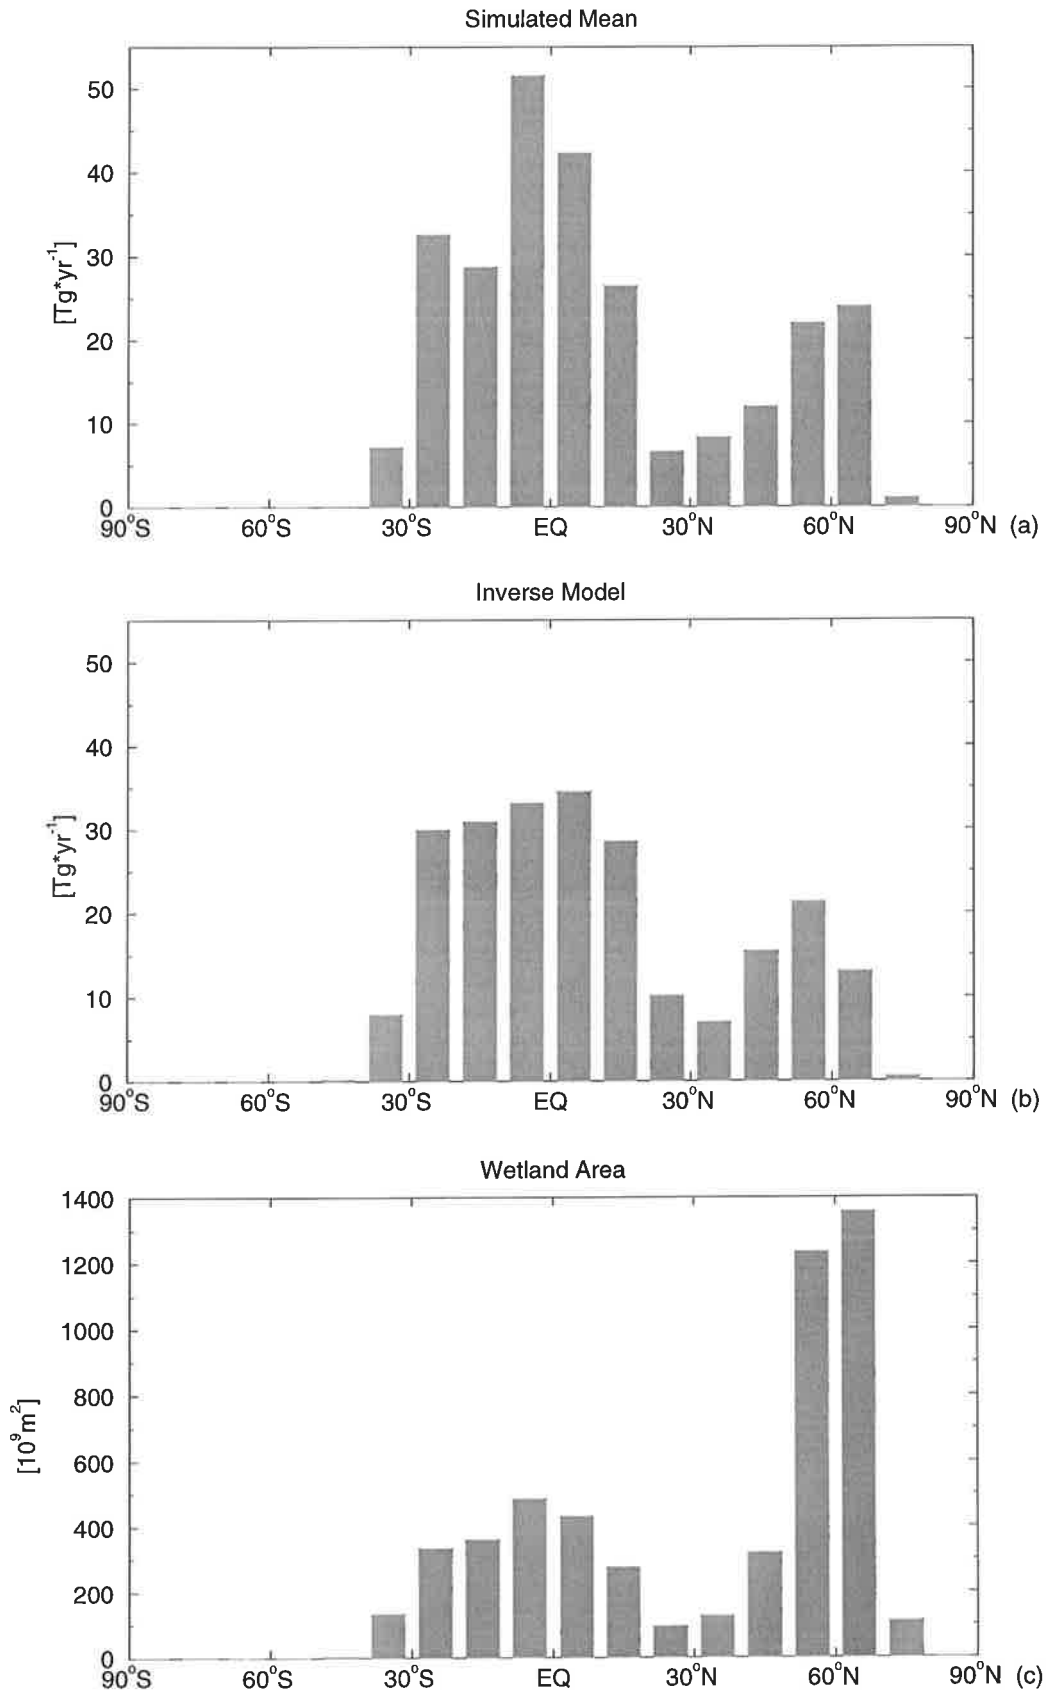 Simulated Mean
50
40
30
20
10
0
[Tg*yr⁻¹]
90°S 60°S 30°S EQ 30°N 60°N 90°N (a)
Inverse Model
50
40
30
20
10
0
[Tg*yr⁻¹]
90°S 60°S 30°S EQ 30°N 60°N 90°N (b)
Wetland Area
1400
1200
1000
800
600
400
200
0
[10⁹m²]
90°S 60°S 30°S EQ 30°N 60°N 90°N (c)